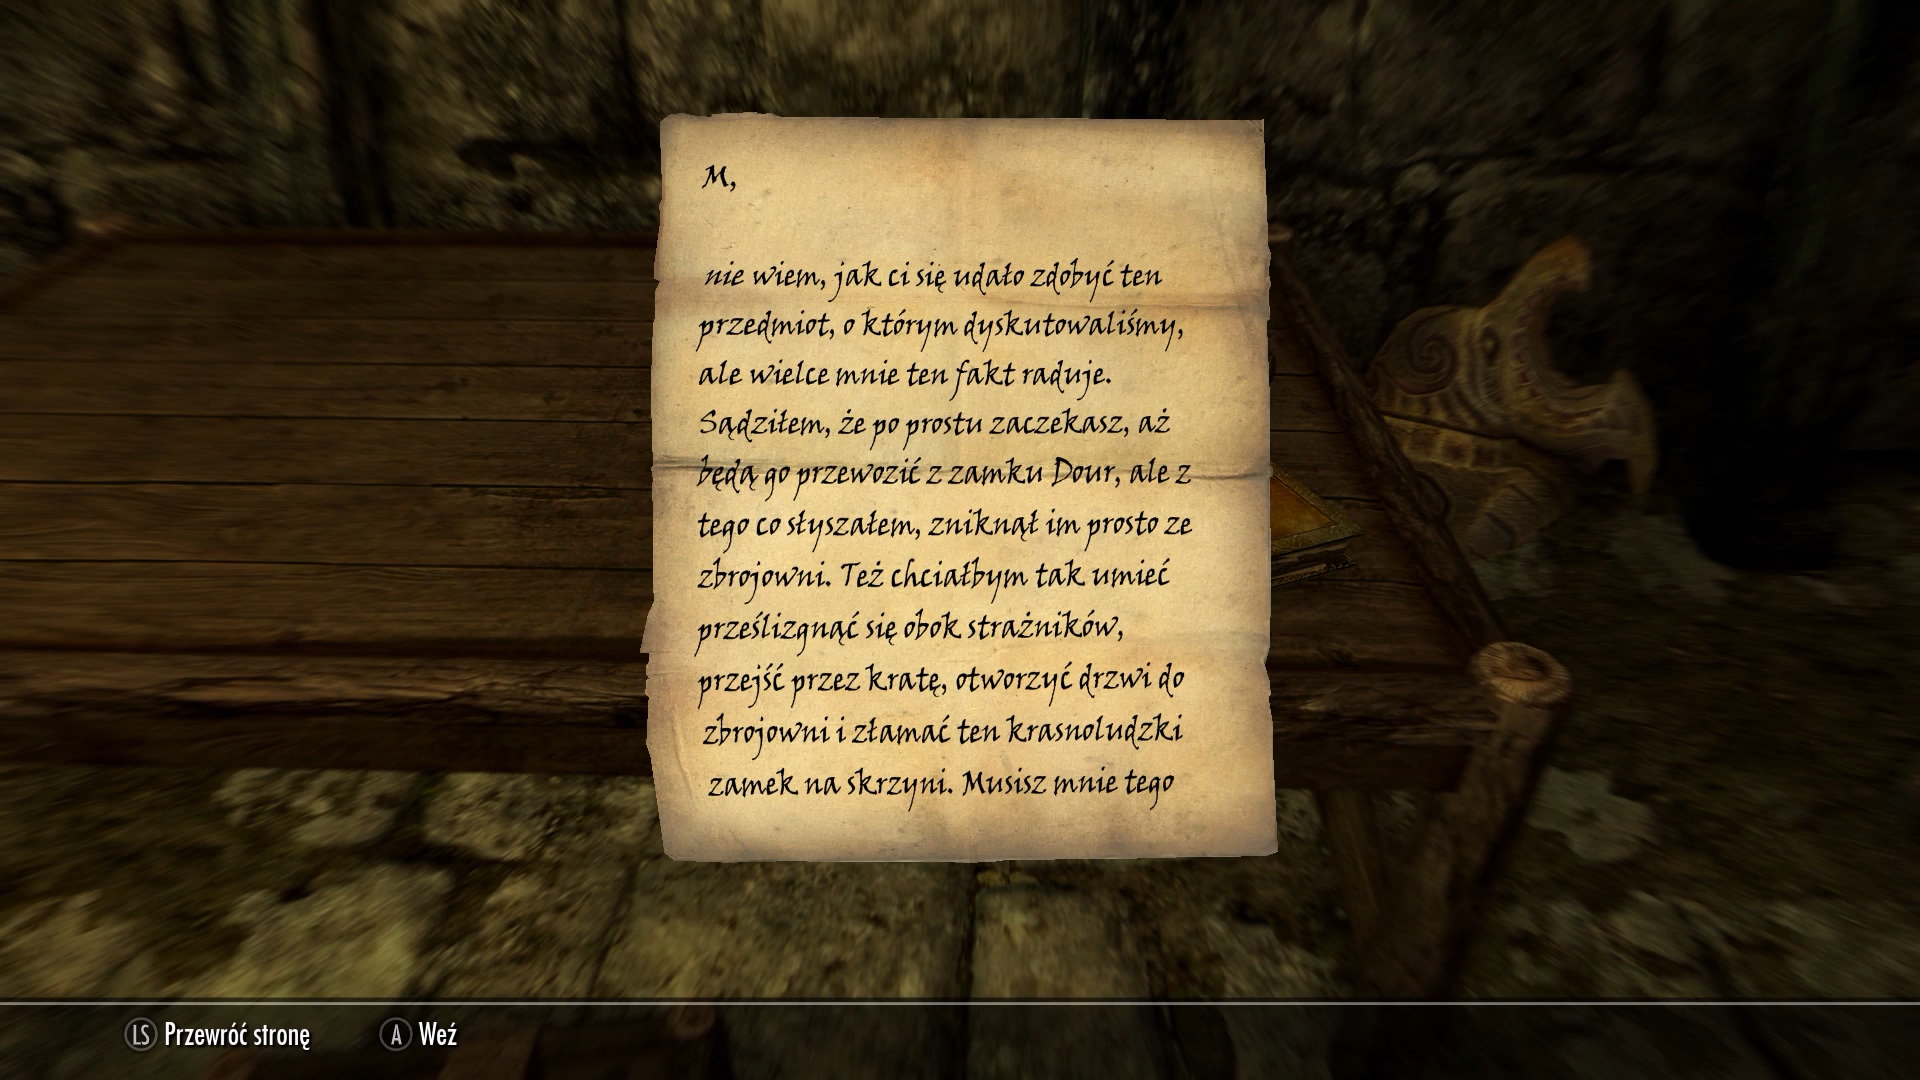 M,
nie wiem, jak ci się udało zdobyć ten
przedmiot, o którym dyskutowaliśmy,
ale wielce mnie ten fakt raduje.
Sądziłem, że po prostu zaczekasz, aż
będą go przewozić z zamku Dour, ale z
tego co słyszałem, zniknął im prosto ze
zbrojowni. Też chciałbym tak umieć
prześlizgnąć się obok strażników,
przejść przez kratę, otworzyć drzwi do
zbrojowni i złamać ten krasnoludzki
zamek na skrzyni. Musisz mnie tego
LS Przewróć stronę A Weź